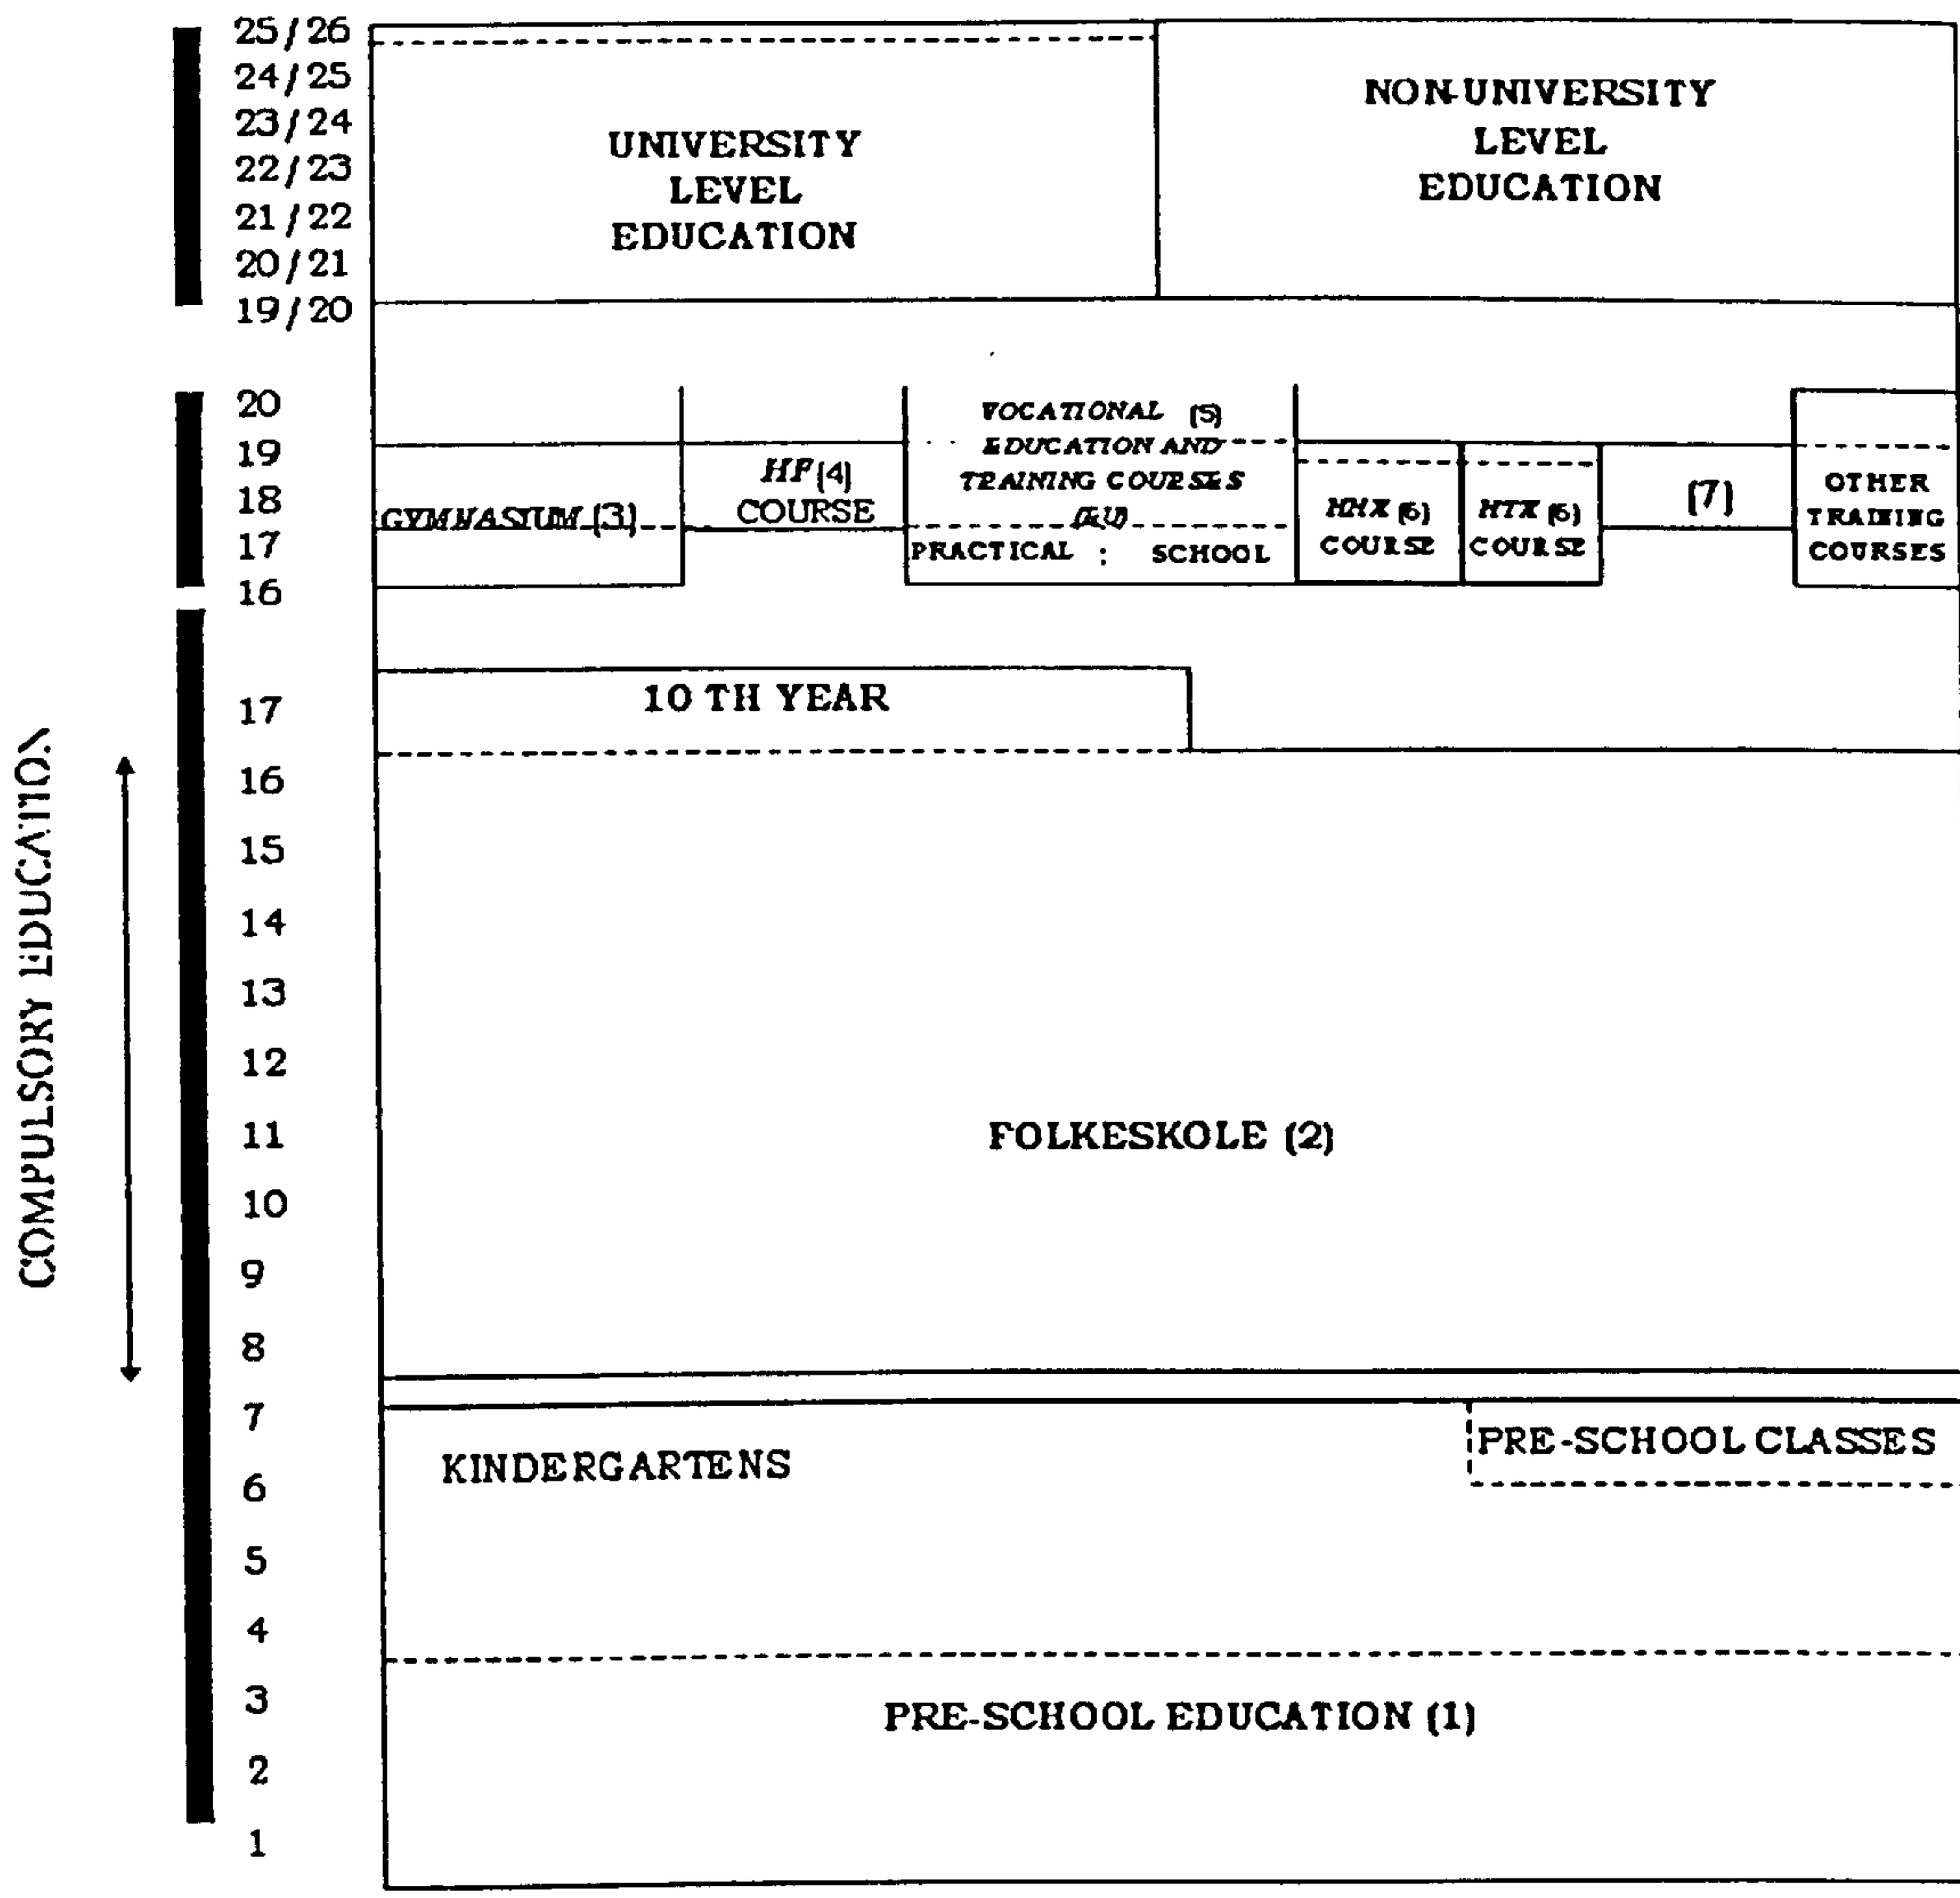 25/26
24/25
23/24
22/23
21/22
20/21
19/20
UNIVERSITY
LEVEL
EDUCATION
NON-UNIVERSITY
LEVEL
EDUCATION
20
19
18
17
16
GYMNASIUM (3)
HF (4)
COURSE
VOCATIONAL (5)
EDUCATION AND
TRAINING COURSES
(EU)
PRACTICAL : SCHOOL
HHX (6)
COURSE
HTX (6)
COURSE
(7)
OTHER
TRAINING
COURSES
COMPULSORY EDUCATION
17
16
15
14
13
12
11
10
9
8
7
6
5
4
3
2
1
10 TH YEAR
FOLKESKOLE (2)
KINDERGARTENS
PRE-SCHOOL CLASSES
PRE-SCHOOL EDUCATION (1)